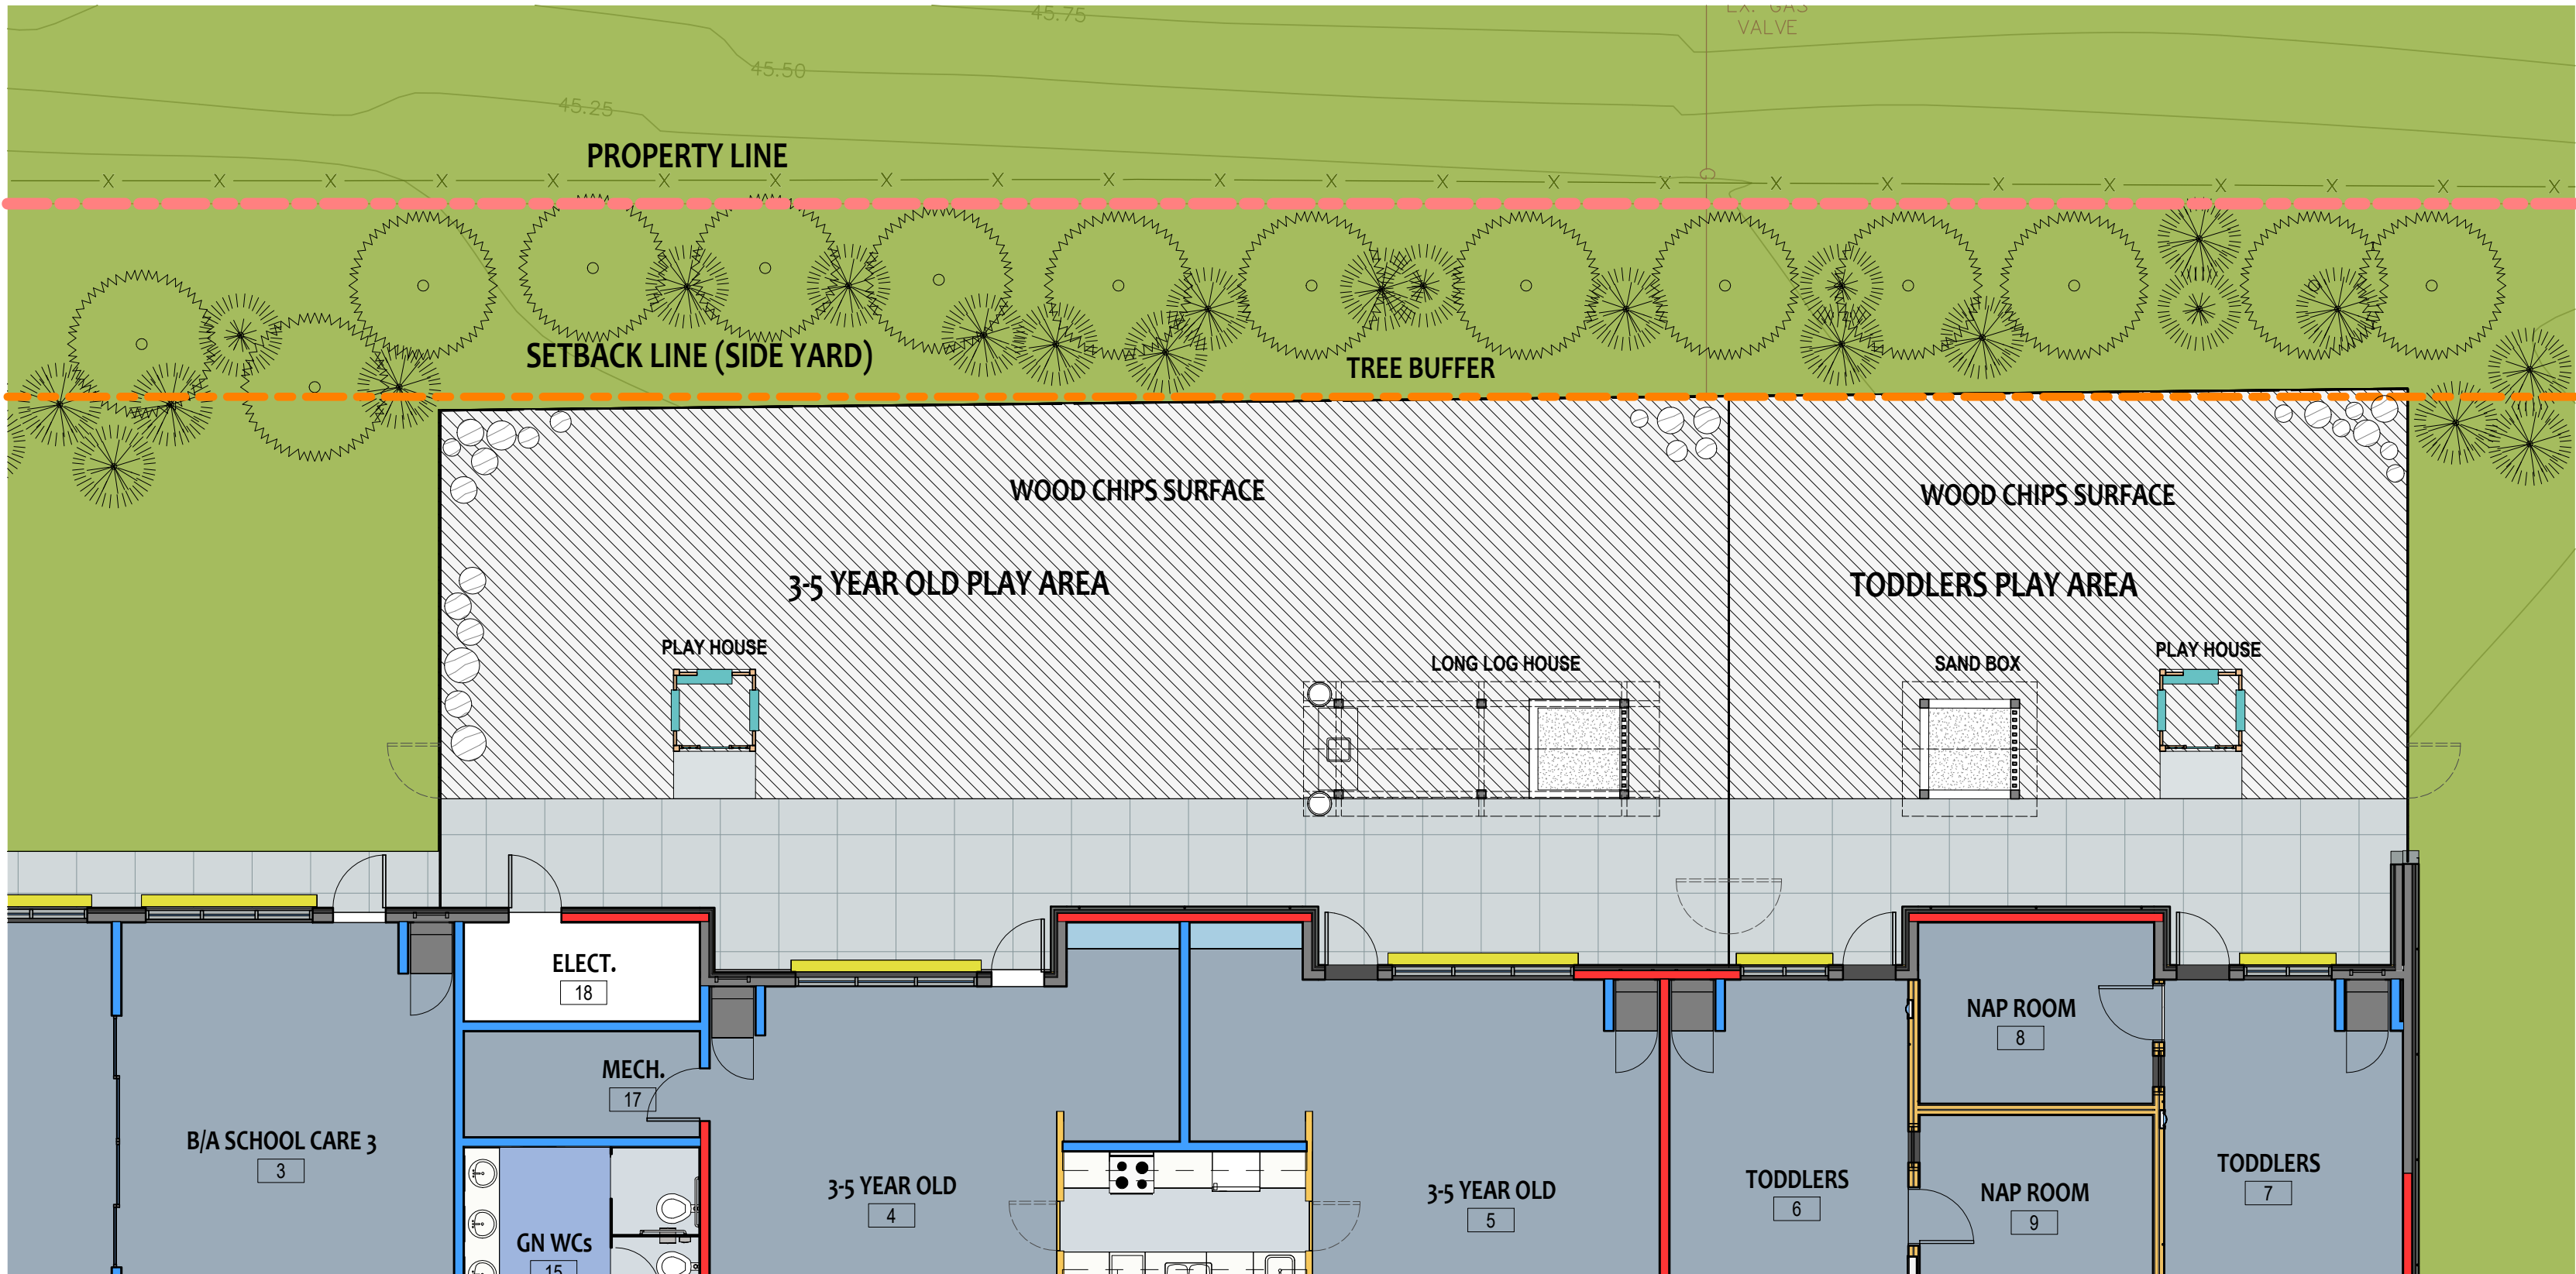 45.75
EX. GAS
VALVE
45.50
45.25
PROPERTY LINE
X X X X X X X X X X X X X X X X X X X X X X X
G
SETBACK LINE (SIDE YARD)
TREE BUFFER
WOOD CHIPS SURFACE
WOOD CHIPS SURFACE
3-5 YEAR OLD PLAY AREA
TODDLERS PLAY AREA
PLAY HOUSE
LONG LOG HOUSE
SAND BOX
PLAY HOUSE
ELECT.
18
NAP ROOM
8
MECH.
17
B/A SCHOOL CARE 3
3
3-5 YEAR OLD
4
3-5 YEAR OLD
5
TODDLERS
6
NAP ROOM
9
TODDLERS
7
GN WCs
15